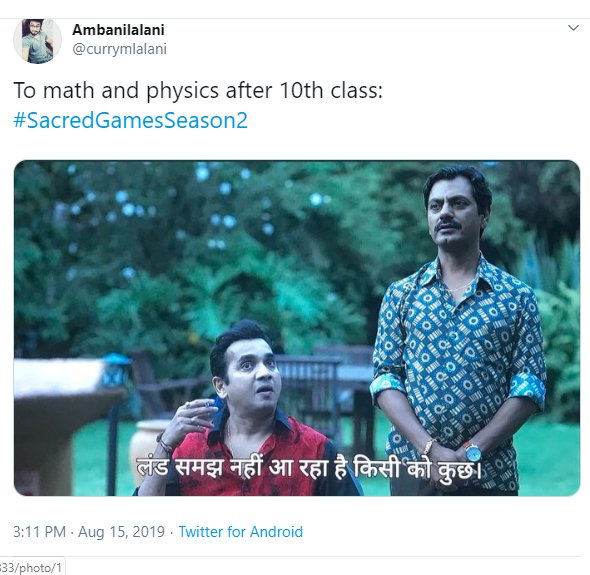 Ambanilalani
@currymlalani
To math and physics after 10th class:
#SacredGamesSeason2
लंड समझ नहीं आ रहा है किसी को कुछ।
3:11 PM · Aug 15, 2019 · Twitter for Android
333/photo/1